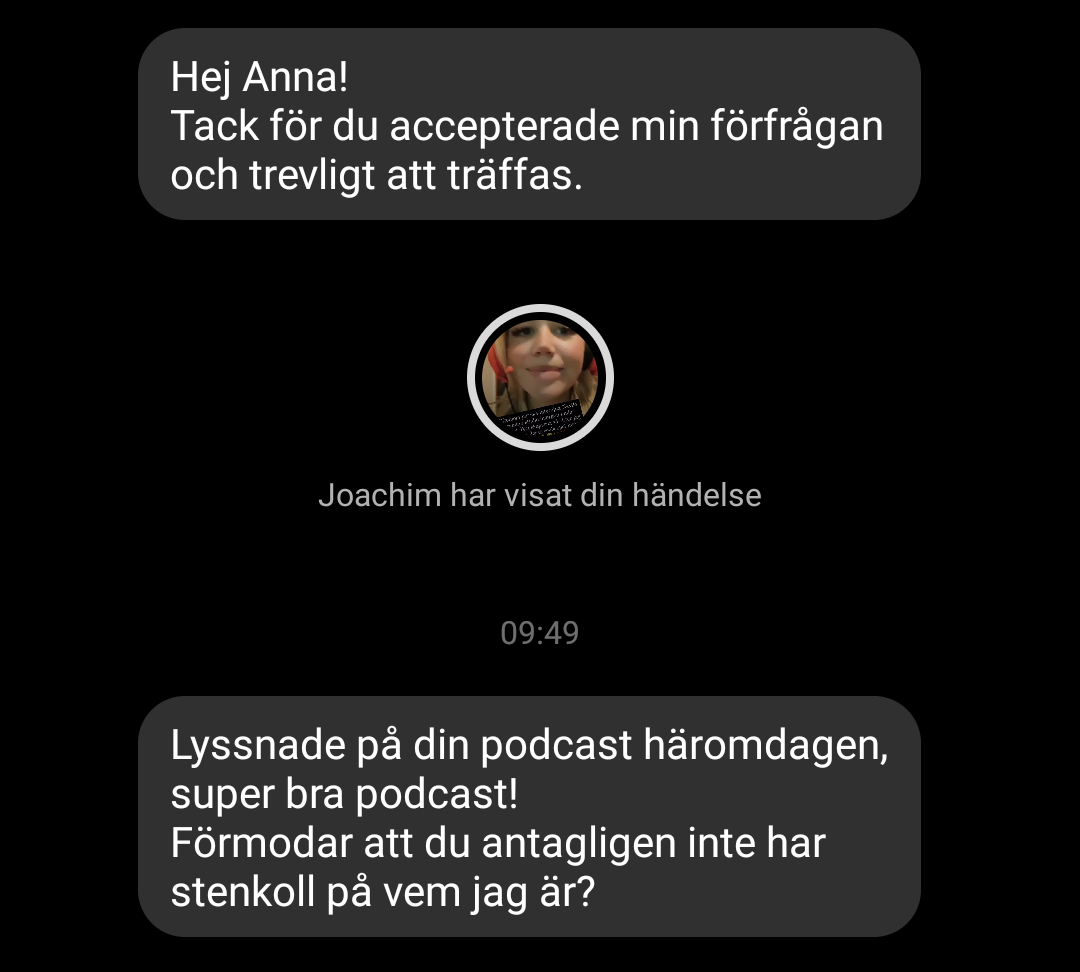 Hej Anna!
Tack för du accepterade min förfrågan
och trevligt att träffas.
Joachim har visat din händelse
09:49
Lyssnade på din podcast häromdagen,
super bra podcast!
Förmodar att du antagligen inte har
stenkoll på vem jag är?